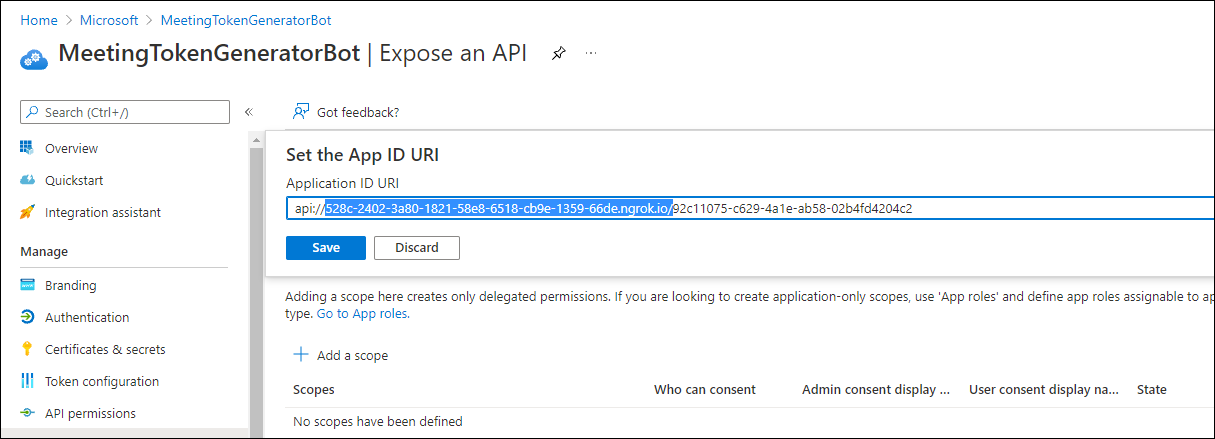 Home > Microsoft > MeetingTokenGeneratorBot
MeetingTokenGeneratorBot | Expose an API
Search (Ctrl+/)
Got feedback?
Overview
Quickstart
Integration assistant
Manage
Branding
Authentication
Certificates & secrets
Token configuration
API permissions
Set the App ID URI
Application ID URI
api://528c-2402-3a80-1821-58e8-6518-cb9e-1359-66de.ngrok.io/92c11075-c629-4a1e-ab58-02b4fd4204c2
Save Discard
Adding a scope here creates only delegated permissions. If you are looking to create application-only scopes, use 'App roles' and define app roles assignable to ap
type. Go to App roles.
Add a scope
Scopes Who can consent Admin consent display ... User consent display na... State
No scopes have been defined